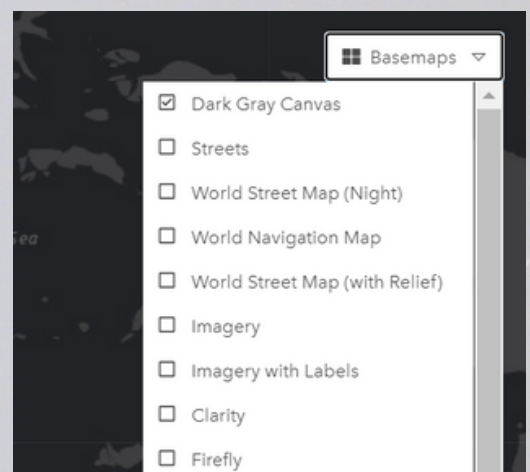 Basemaps
Dark Gray Canvas
Streets
World Street Map (Night)
World Navigation Map
Sea
World Street Map (with Relief)
Imagery
Imagery with Labels
Clarity
Firefly